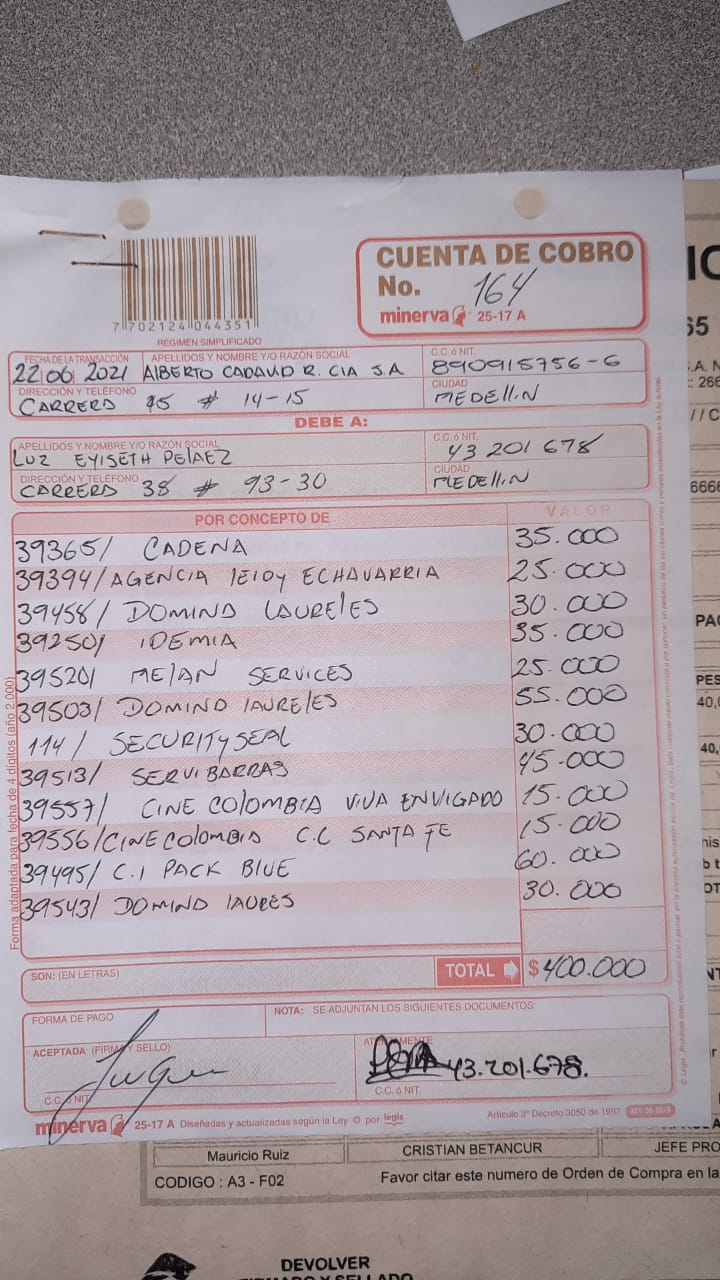 CUENTA DE COBRO
No. 164
minerva 25-17 A
7 702124 044351
REGIMEN SIMPLIFICADO
FECHA DE LA TRANSACCIÓN APELLIDOS Y NOMBRE Y/O RAZÓN SOCIAL C.C. ó NIT.
22 06 2021 ALBERTO CADAVID R. CIA S.A 890915756-6
DIRECCIÓN Y TELÉFONO CIUDAD
CARRERA # 14-15 MEDELLIN
DEBE A:
APELLIDOS Y NOMBRE Y/O RAZÓN SOCIAL C.C. ó NIT.
LUZ EYISETH PELAEZ 43 201 678
DIRECCIÓN Y TELÉFONO CIUDAD
CARRERA 38 # 93-30 MEDELLIN
POR CONCEPTO DE VALOR
39365/ CADENA 35.000
39394/ AGENCIA ECHAVARRIA 25.000
39458/ DOMINO LAURELES 30.000
39250/ IDEMIA 35.000
39520/ MELAN SERVICES 25.000
39503/ DOMINO LAURELES 55.000
114/ SECURITY SEAL 30.000
39513/ SERVIBARRAS 45.000
39557/ CINE COLOMBIA VIVA ENVIGADO 15.000
39556/ CINE COLOMBIA C.C SANTA FE 15.000
39495/ C.I PACK BLUE 60.000
39543/ DOMINO LAURES 30.000
SON: (EN LETRAS) TOTAL $400.000
FORMA DE PAGO NOTA: SE ADJUNTAN LOS SIGUIENTES DOCUMENTOS:
ACEPTADA (FIRMA Y SELLO) ATENTAMENTE
43.201.678.
C.C. ó NIT. C.C. ó NIT.
minerva 25-17 A Diseñadas y actualizadas según la Ley © por legis Artículo 3º Decreto 3050 de 1997
Forma adaptada para fecha de 4 dígitos (año 2.000)
Mauricio Ruiz CRISTIAN BETANCUR JEFE PRO
CODIGO : A3 - F02 Favor citar este numero de Orden de Compra en la
DEVOLVER